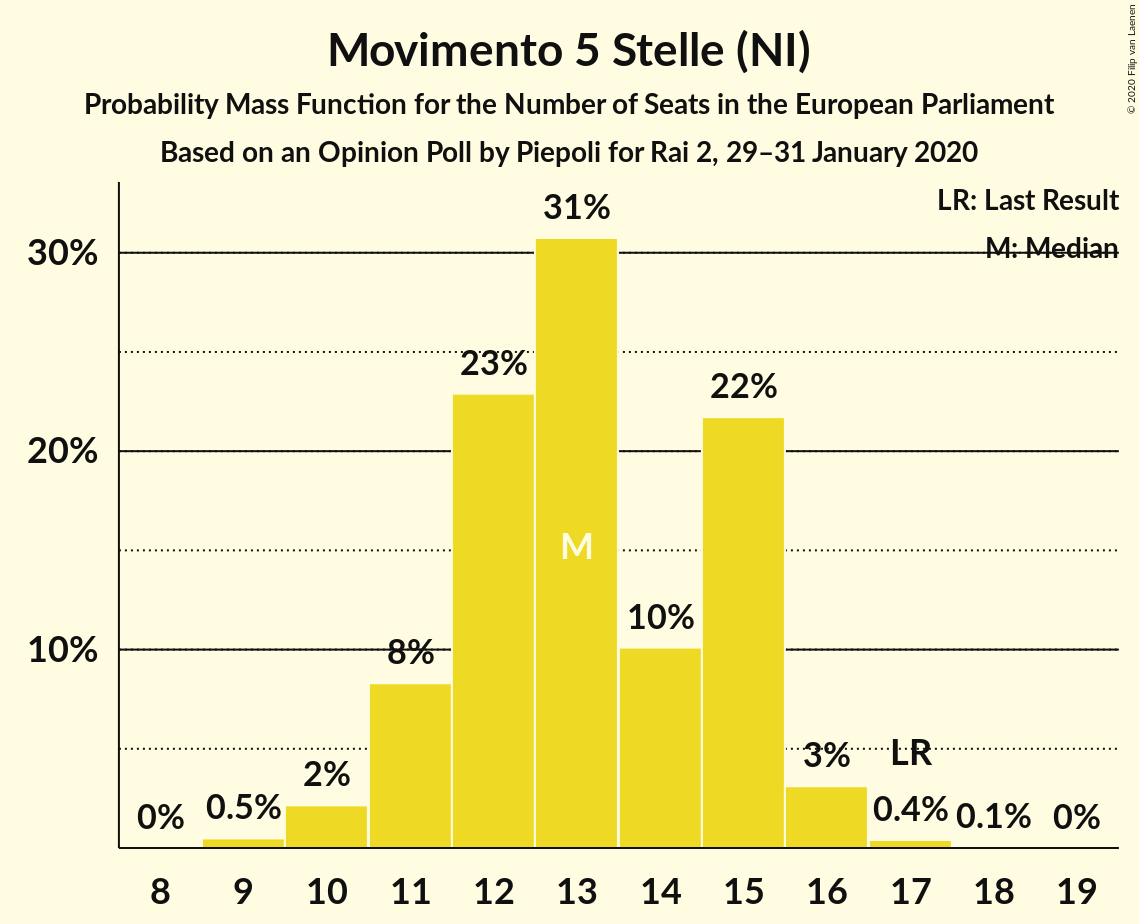 Movimento 5 Stelle (NI)
Probability Mass Function for the Number of Seats in the European Parliament
Based on an Opinion Poll by Piepoli for Rai 2, 29–31 January 2020
© 2020 Filip van Laenen
LR: Last Result
M: Median
30%
20%
10%
0%
0.5%
2%
8%
23%
31%
M
10%
22%
3%
LR
0.4%
0.1%
0%
8 9 10 11 12 13 14 15 16 17 18 19